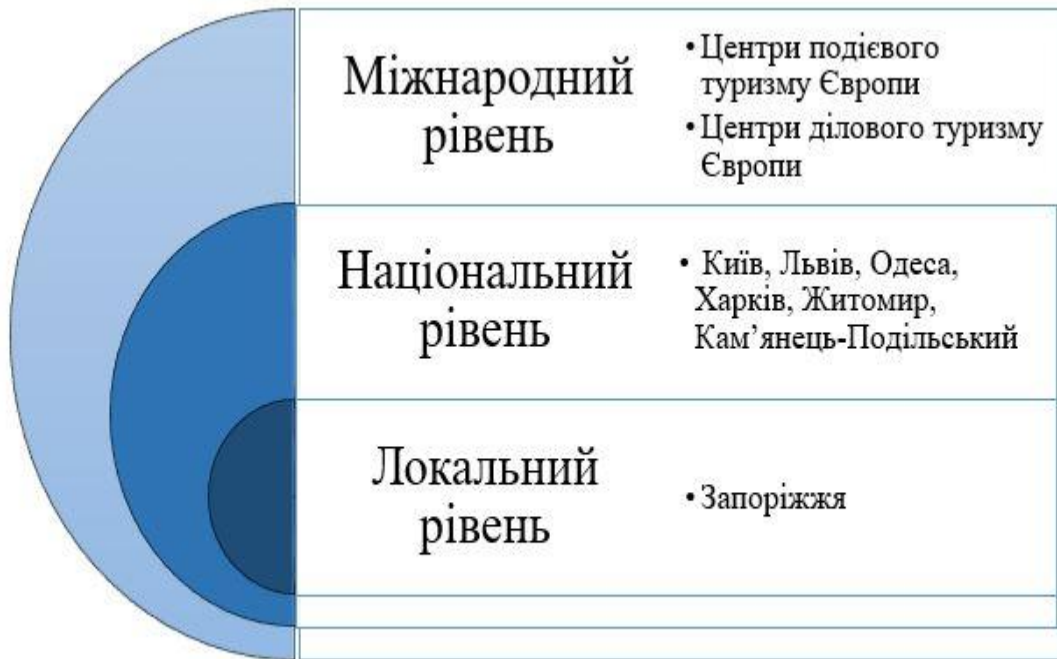 Міжнародний
рівень
•Центри подієвого
туризму Європи
•Центри ділового туризму
Європи
Національний
рівень
• Київ, Львів, Одеса,
Харків, Житомир,
Кам’янець-Подільський
Локальний
рівень
•Запоріжжя